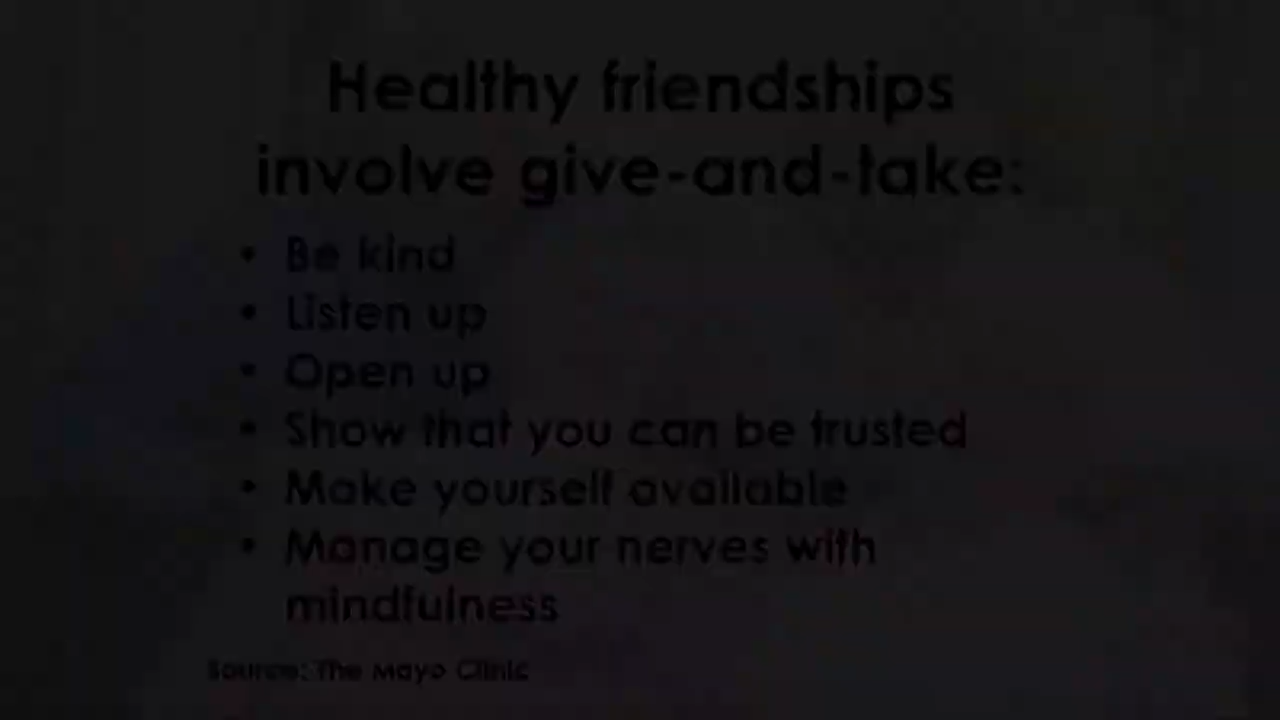 Healthy friendships
involve give-and-take:
• Be kind
• Listen up
• Open up
• Show that you can be trusted
• Make yourself available
• Manage your nerves with
mindfulness
Source: The Mayo Clinic